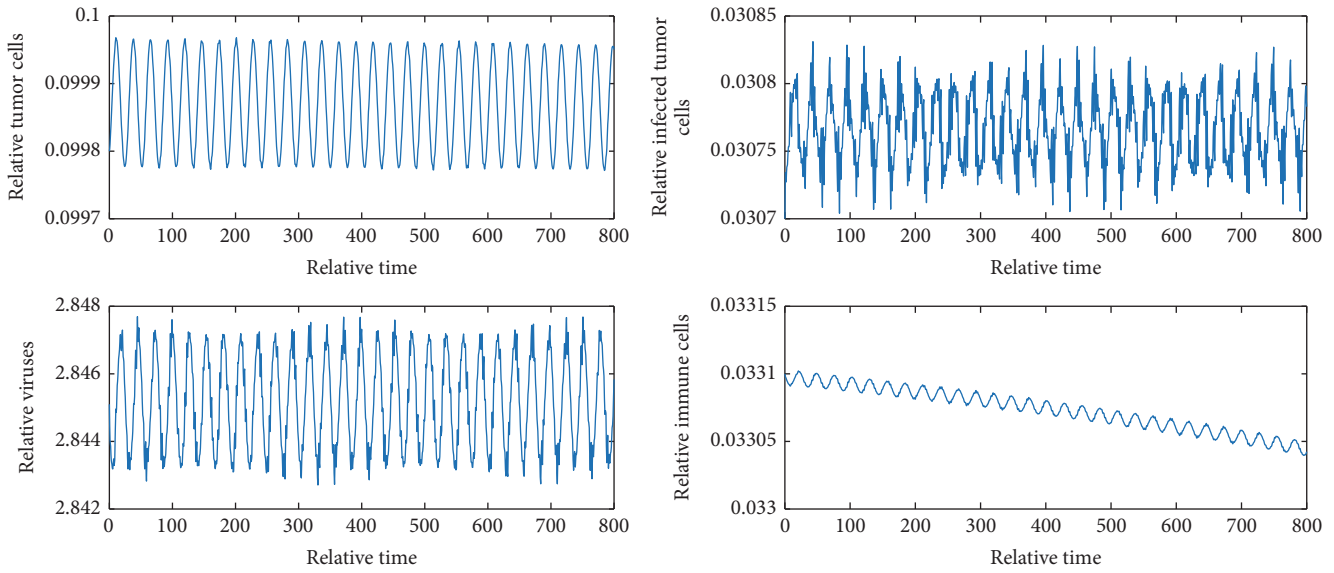 Relative tumor cells
0.1
0.0999
0.0998
0.0997
0 100 200 300 400 500 600 700 800
Relative time
Relative infected tumor
cells
0.03085
0.0308
0.03075
0.0307
0 100 200 300 400 500 600 700 800
Relative time
Relative viruses
2.848
2.846
2.844
2.842
0 100 200 300 400 500 600 700 800
Relative time
Relative immune cells
0.03315
0.0331
0.03305
0.033
0 100 200 300 400 500 600 700 800
Relative time